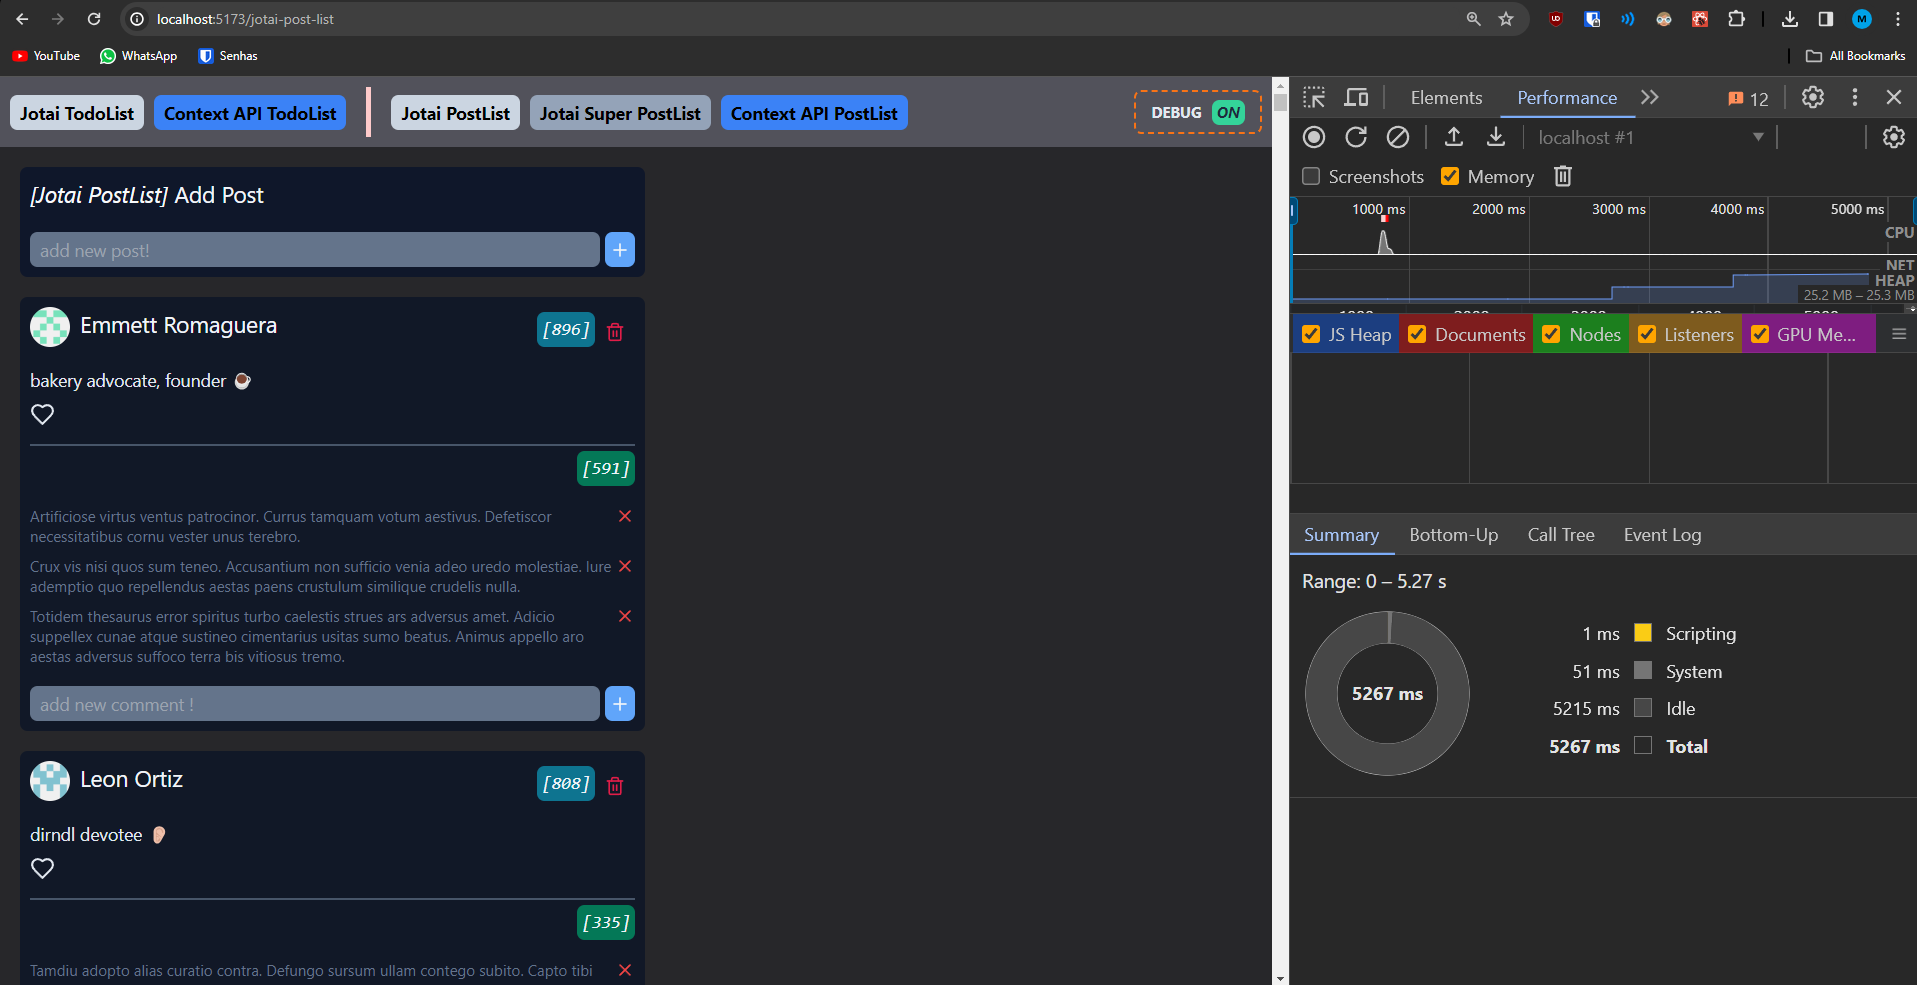 localhost:5173/jotai-post-list
M
YouTube WhatsApp Senhas All Bookmarks
Jotai TodoList Context API TodoList Jotai PostList Jotai Super PostList Context API PostList DEBUG ON
[Jotai PostList] Add Post
add new post!
Emmett Romaguera [896]
bakery advocate, founder
[591]
Artificiose virtus ventus patrocinor. Currus tamquam votum aestivus. Defetiscor
necessitatibus cornu vester unus terebro.
Crux vis nisi quos sum teneo. Accusantium non sufficio venia adeo uredo molestiae. Iure
ademptio quo repellendus aestas paens crustulum similique crudelis nulla.
Totidem thesaurus error spiritus turbo caelestis strues ars adversus amet. Adicio
suppellex cunae atque sustineo cimentarius usitas sumo beatus. Animus appello aro
aestas adversus suffoco terra bis vitiosus tremo.
add new comment !
Leon Ortiz [808]
dirndl devotee
[335]
Tamdiu adopto alias curatio contra. Defungo sursum ullam contego subito. Capto tibi
Elements Performance 12
localhost #1
Screenshots Memory
1000 ms 2000 ms 3000 ms 4000 ms 5000 ms
CPU
NET
HEAP
25.2 MB – 25.3 MB
JS Heap Documents Nodes Listeners GPU Me...
Summary Bottom-Up Call Tree Event Log
Range: 0 – 5.27 s
5267 ms
1 ms Scripting
51 ms System
5215 ms Idle
5267 ms Total